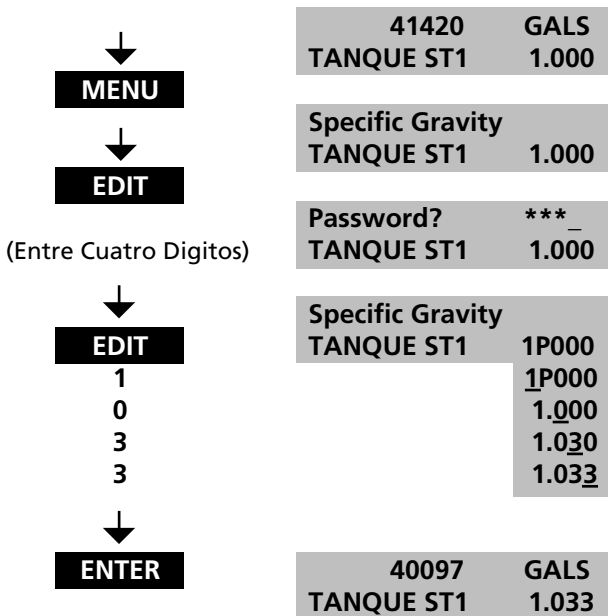 41420 GALS
TANQUE ST1 1.000
MENU
Specific Gravity
TANQUE ST1 1.000
EDIT
Password? ***_
(Entre Cuatro Digitos) TANQUE ST1 1.000
Specific Gravity
EDIT TANQUE ST1 1P000
1 1P000
0 1.000
3 1.030
3 1.033
ENTER 40097 GALS
TANQUE ST1 1.033